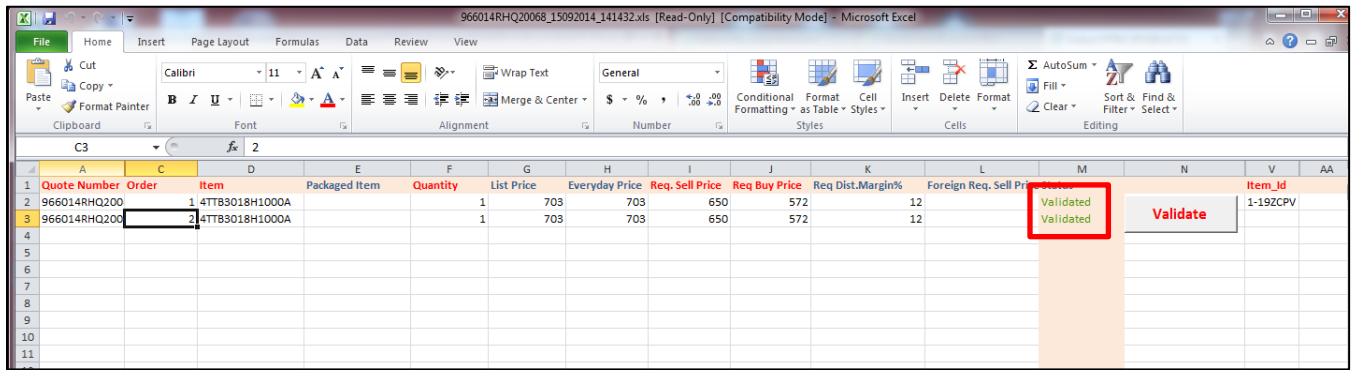 966014RHQ20068_15092014_141432.xls [Read-Only] [Compatibility Mode] - Microsoft Excel
File Home Insert Page Layout Formulas Data Review View
Cut
Copy
Format Painter
Paste
Clipboard
Calibri 11
B I U
Font
Wrap Text
Merge & Center
Alignment
General
$ % ,
Number
Conditional Formatting
Format as Table
Cell Styles
Styles
Insert
Delete
Format
Cells
Σ AutoSum
Fill
Clear
Sort & Filter
Find & Select
Editing
C3 fx 2
A C D E F G H I J K L M N V AA
1 Quote Number Order Item Packaged Item Quantity List Price Everyday Price Req. Sell Price Req Buy Price Req Dist.Margin% Foreign Req. Sell Price Status Item_Id
2 966014RHQ200 1 4TTB3018H1000A 1 703 703 650 572 12 Validated 1-19ZCPV
3 966014RHQ200 2 4TTB3018H1000A 1 703 703 650 572 12 Validated
Validate
4
5
6
7
8
9
10
11